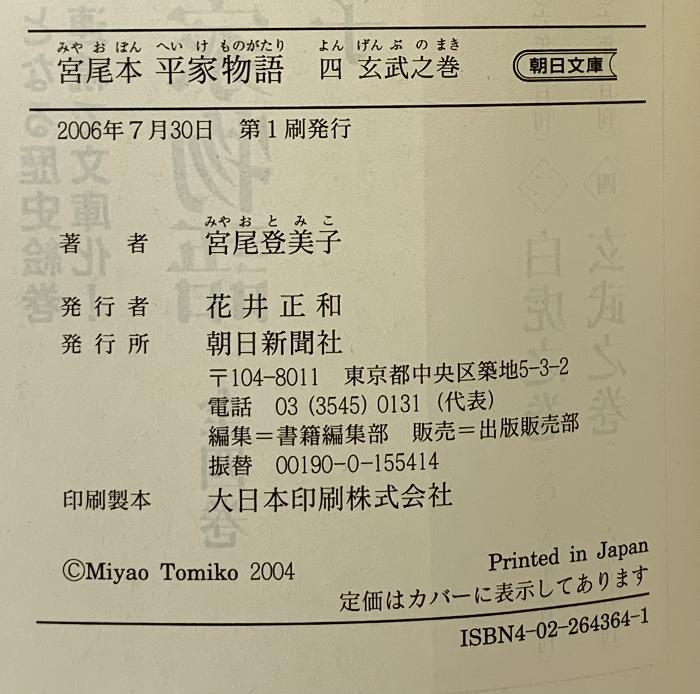 みやおぼん へいけものがたり よん げんぶのまき
宮尾本 平家物語 四 玄武之巻 朝日文庫
2006年7月30日 第1刷発行
みやおとみこ
著者 宮尾登美子
発行者 花井正和
発行所 朝日新聞社
〒104-8011 東京都中央区築地5-3-2
電話 03 (3545) 0131 (代表)
編集=書籍編集部 販売=出版販売部
振替 00190-0-155414
印刷製本 大日本印刷株式会社
©Miyao Tomiko 2004
Printed in Japan
定価はカバーに表示してあります
ISBN4-02-264364-1